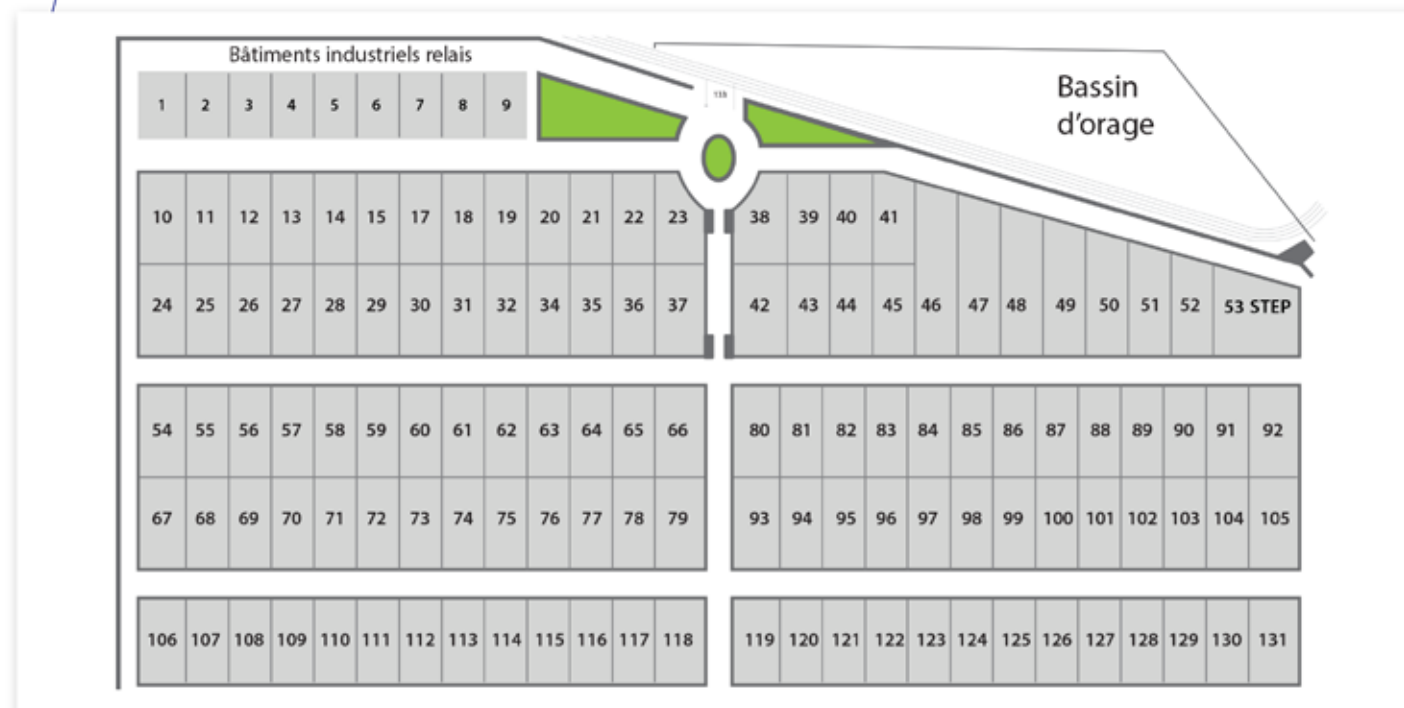 Bâtiments industriels relais
Bassin
d'orage
133
1 2 3 4 5 6 7 8 9
10 11 12 13 14 15 17 18 19 20 21 22 23 38 39 40 41
24 25 26 27 28 29 30 31 32 34 35 36 37 42 43 44 45 46 47 48 49 50 51 52 53 STEP
54 55 56 57 58 59 60 61 62 63 64 65 66 80 81 82 83 84 85 86 87 88 89 90 91 92
67 68 69 70 71 72 73 74 75 76 77 78 79 93 94 95 96 97 98 99 100 101 102 103 104 105
106 107 108 109 110 111 112 113 114 115 116 117 118 119 120 121 122 123 124 125 126 127 128 129 130 131